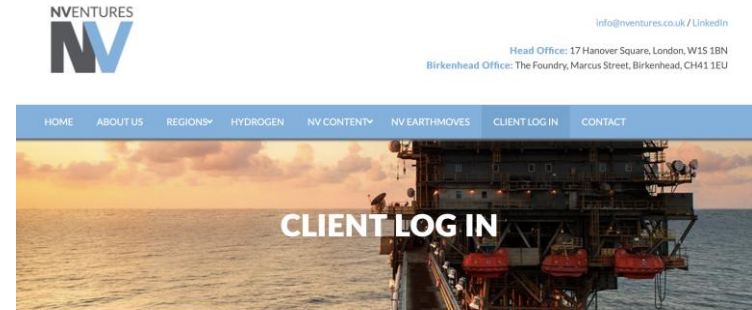 NVENTURES
NV
info@nventures.co.uk / LinkedIn
Head Office: 17 Hanover Square, London, W1S 1BN
Birkenhead Office: The Foundry, Marcus Street, Birkenhead, CH41 1EU
HOME ABOUT US REGIONS HYDROGEN NV CONTENT NV EARTHMOVES CLIENT LOG IN CONTACT
CLIENT LOG IN